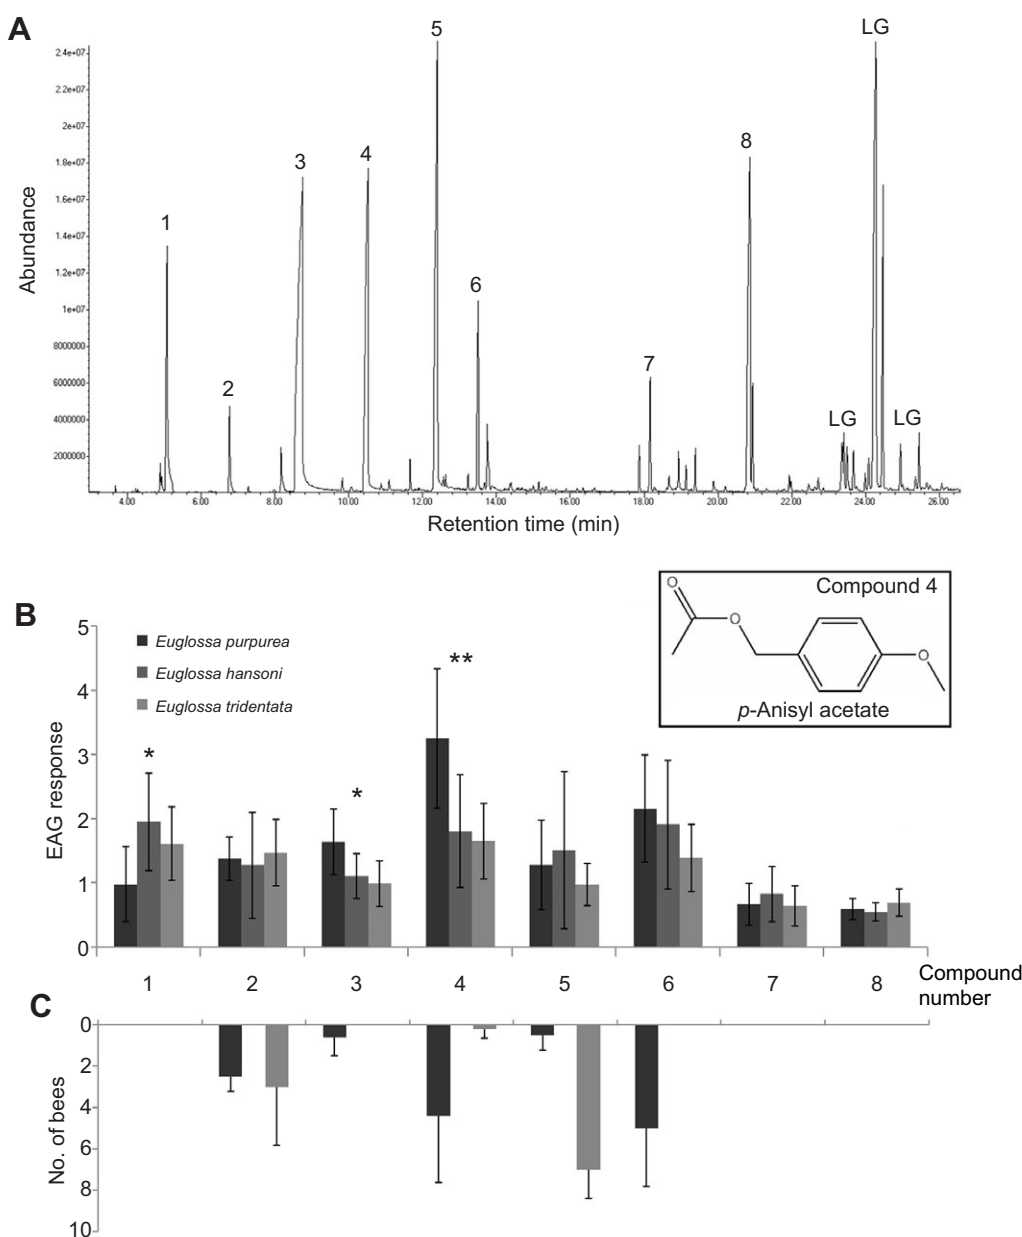 A
5
LG
2.4e+07
2.2e+07
2e+07
1.8e+07
1.6e+07
1.4e+07
1.2e+07
1e+07
8000000
6000000
4000000
2000000
Abundance
1
2
3
4
6
7
8
LG
LG
4.00 6.00 8.00 10.00 12.00 14.00 16.00 18.00 20.00 22.00 24.00 26.00
Retention time (min)
B
Compound 4
O
O
O
p-Anisyl acetate
5
4
3
2
1
0
EAG response
Euglossa purpurea
Euglossa hansoni
Euglossa tridentata
*
*
**
1 2 3 4 5 6 7 8
Compound
number
C
0
2
4
6
8
10
No. of bees